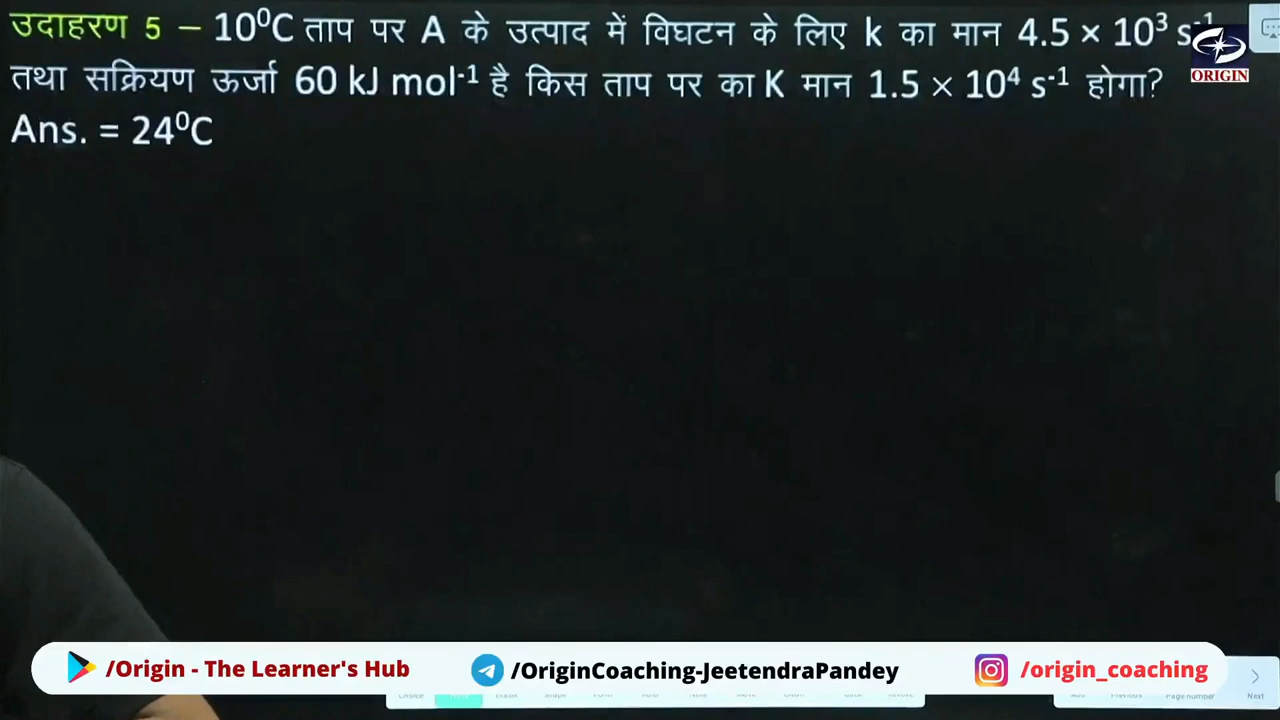 उदाहरण 5 – 10⁰C ताप पर A के उत्पाद में विघटन के लिए k का मान 4.5 × 10³ s⁻¹
तथा सक्रियण ऊर्जा 60 kJ mol⁻¹ है किस ताप पर का K मान 1.5 × 10⁴ s⁻¹ होगा?
Ans. = 24⁰C
ORIGIN
/Origin - The Learner's Hub
/OriginCoaching-JeetendraPandey
/origin_coaching
Next